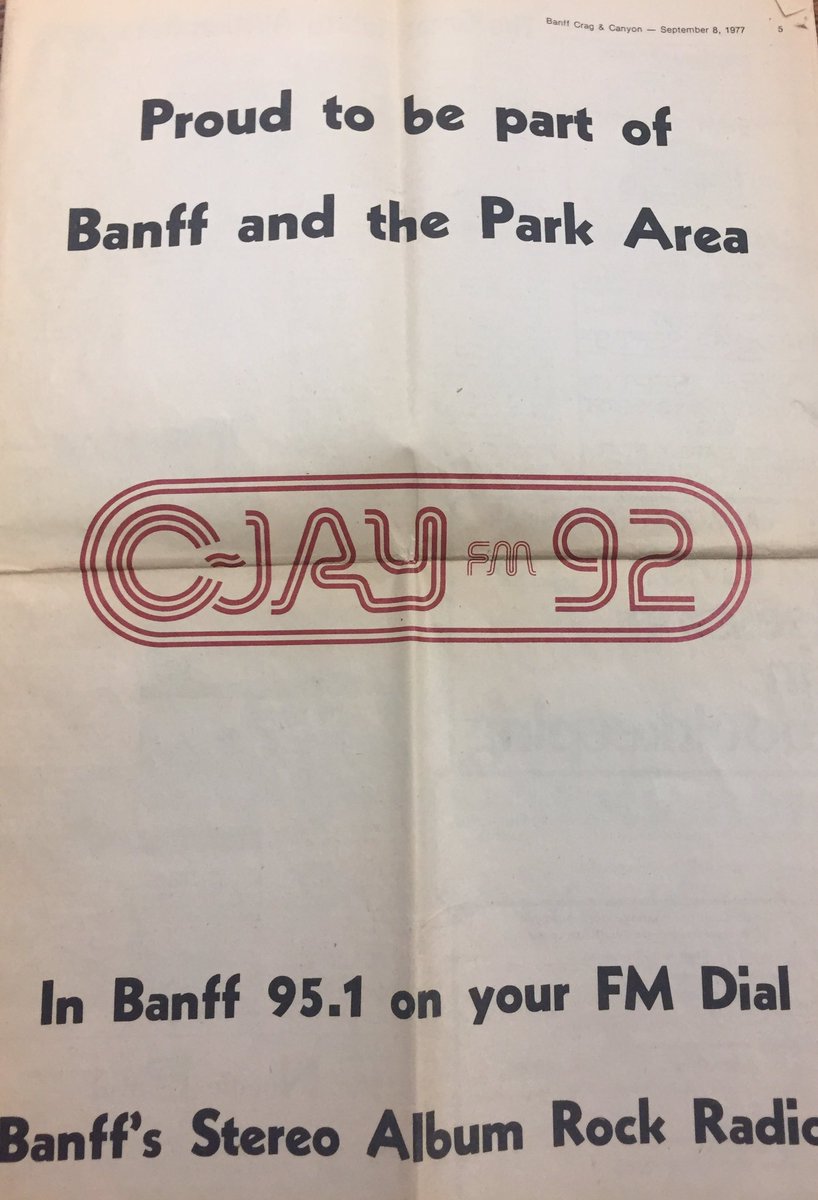 Banff Crag & Canyon — September 8, 1977 5
Proud to be part of
Banff and the Park Area
C-JAY FM 92
In Banff 95.1 on your FM Dial
Banff's Stereo Album Rock Radio